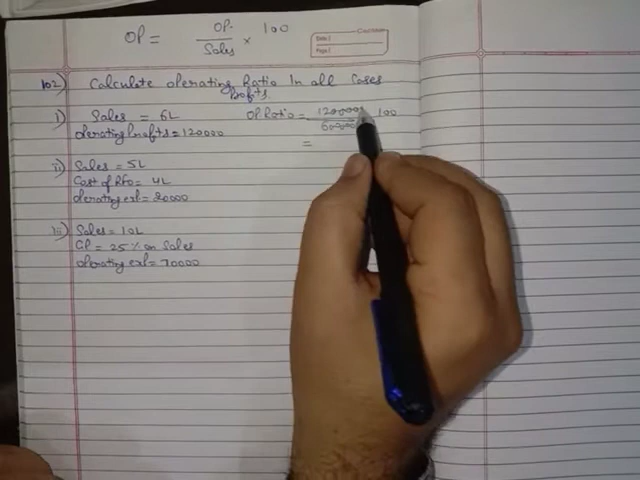 OP = OP. / Sales × 100
Date
Page
102) Calculate Operating Ratio In all Cases
Profits
i) Sales = 6L
Operating Profits = 120000
OP Ratio = 120000 / 600000 × 100
=
ii) Sales = 5L
Cost of RFO = 4L
Operating exp = 20000
iii) Sales = 10L
GP = 25% on Sales
Operating exp = 70000